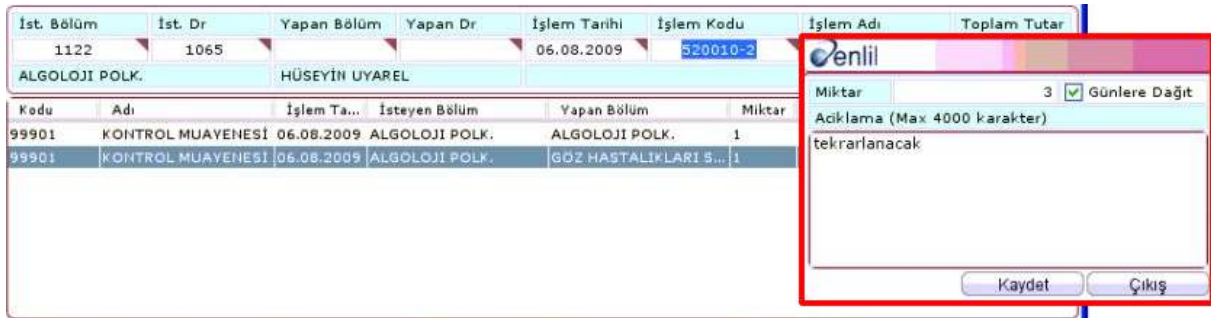 İst. Bölüm İst. Dr Yapan Bölüm Yapan Dr İşlem Tarihi İşlem Kodu İşlem Adı Toplam Tutar
1122 1065 06.08.2009 520010-2
ALGOLOJI POLK. HÜSEYİN UYAREL
Kodu Adı İşlem Ta... İsteyen Bölüm Yapan Bölüm Miktar
99901 KONTROL MUAYENESİ 06.08.2009 ALGOLOJI POLK. ALGOLOJI POLK. 1
99901 KONTROL MUAYENESİ 06.08.2009 ALGOLOJI POLK. GÖZ HASTALIKLARI S... 1
enlil
Miktar 3 Günlere Dağıt
Aciklama (Max 4000 karakter)
tekrarlanacak
Kaydet Çıkış